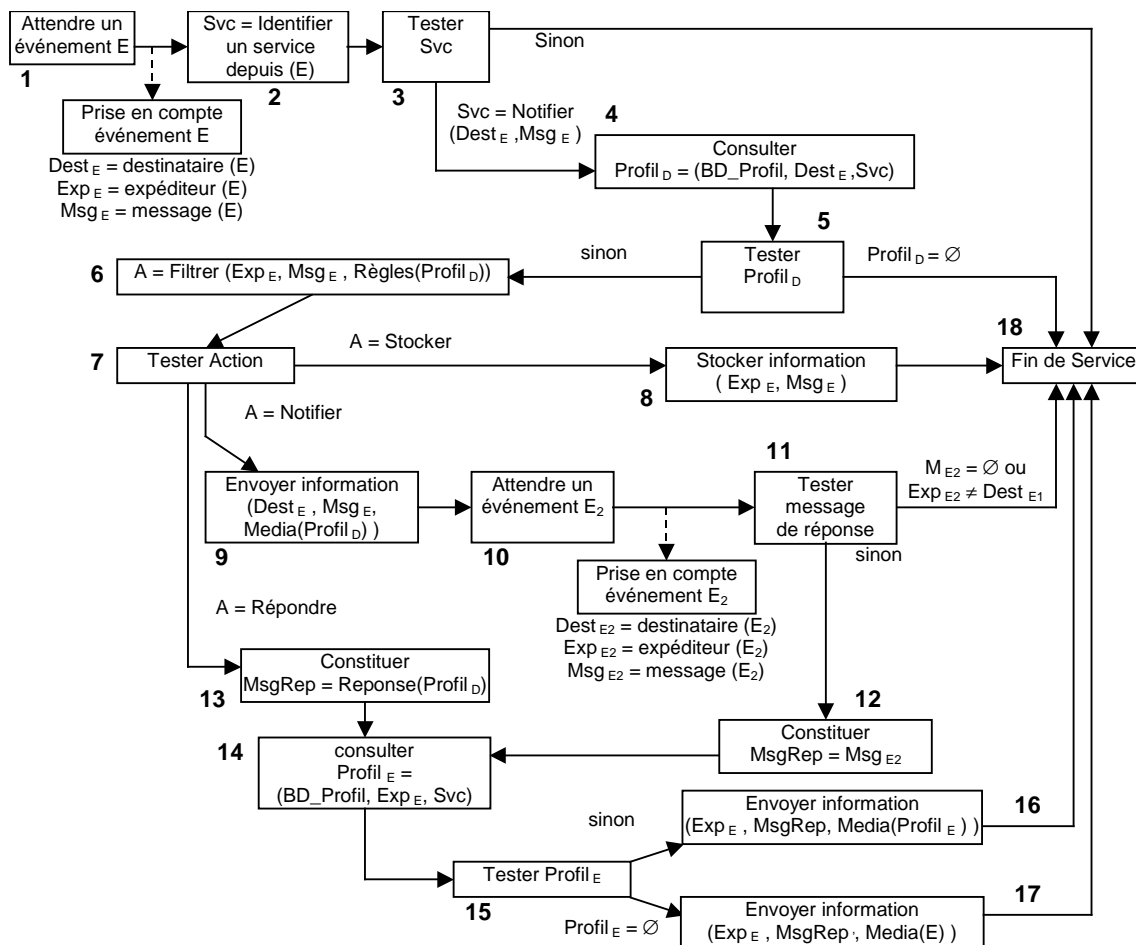 Attendre un
événement E
1
Svc = Identifier
un service
depuis (E)
2
Tester
Svc
3
Sinon
Prise en compte
événement E
Dest E = destinataire (E)
Exp E = expéditeur (E)
Msg E = message (E)
Svc = Notifier
(Dest E ,Msg E )
4
Consulter
Profil D = (BD_Profil, Dest E ,Svc)
5
Tester
Profil D
sinon
Profil D = ∅
6
A = Filtrer (Exp E, Msg E , Règles(Profil D))
7
Tester Action
A = Stocker
8
Stocker information
( Exp E, Msg E )
18
Fin de Service
A = Notifier
Envoyer information
(Dest E , Msg E,
Media(Profil D) )
9
Attendre un
événement E2
10
11
Tester
message
de réponse
M E2 = ∅ ou
Exp E2 ≠ Dest E1
sinon
Prise en compte
événement E2
Dest E2 = destinataire (E2)
Exp E2 = expéditeur (E2)
Msg E2 = message (E2)
A = Répondre
Constituer
MsgRep = Reponse(Profil D)
13
12
Constituer
MsgRep = Msg E2
14
consulter
Profil E =
(BD_Profil, Exp E, Svc)
sinon
Envoyer information
(Exp E , MsgRep, Media(Profil E ) )
16
Tester Profil E
15
Profil E = ∅
Envoyer information
(Exp E , MsgRep , Media(E) )
17